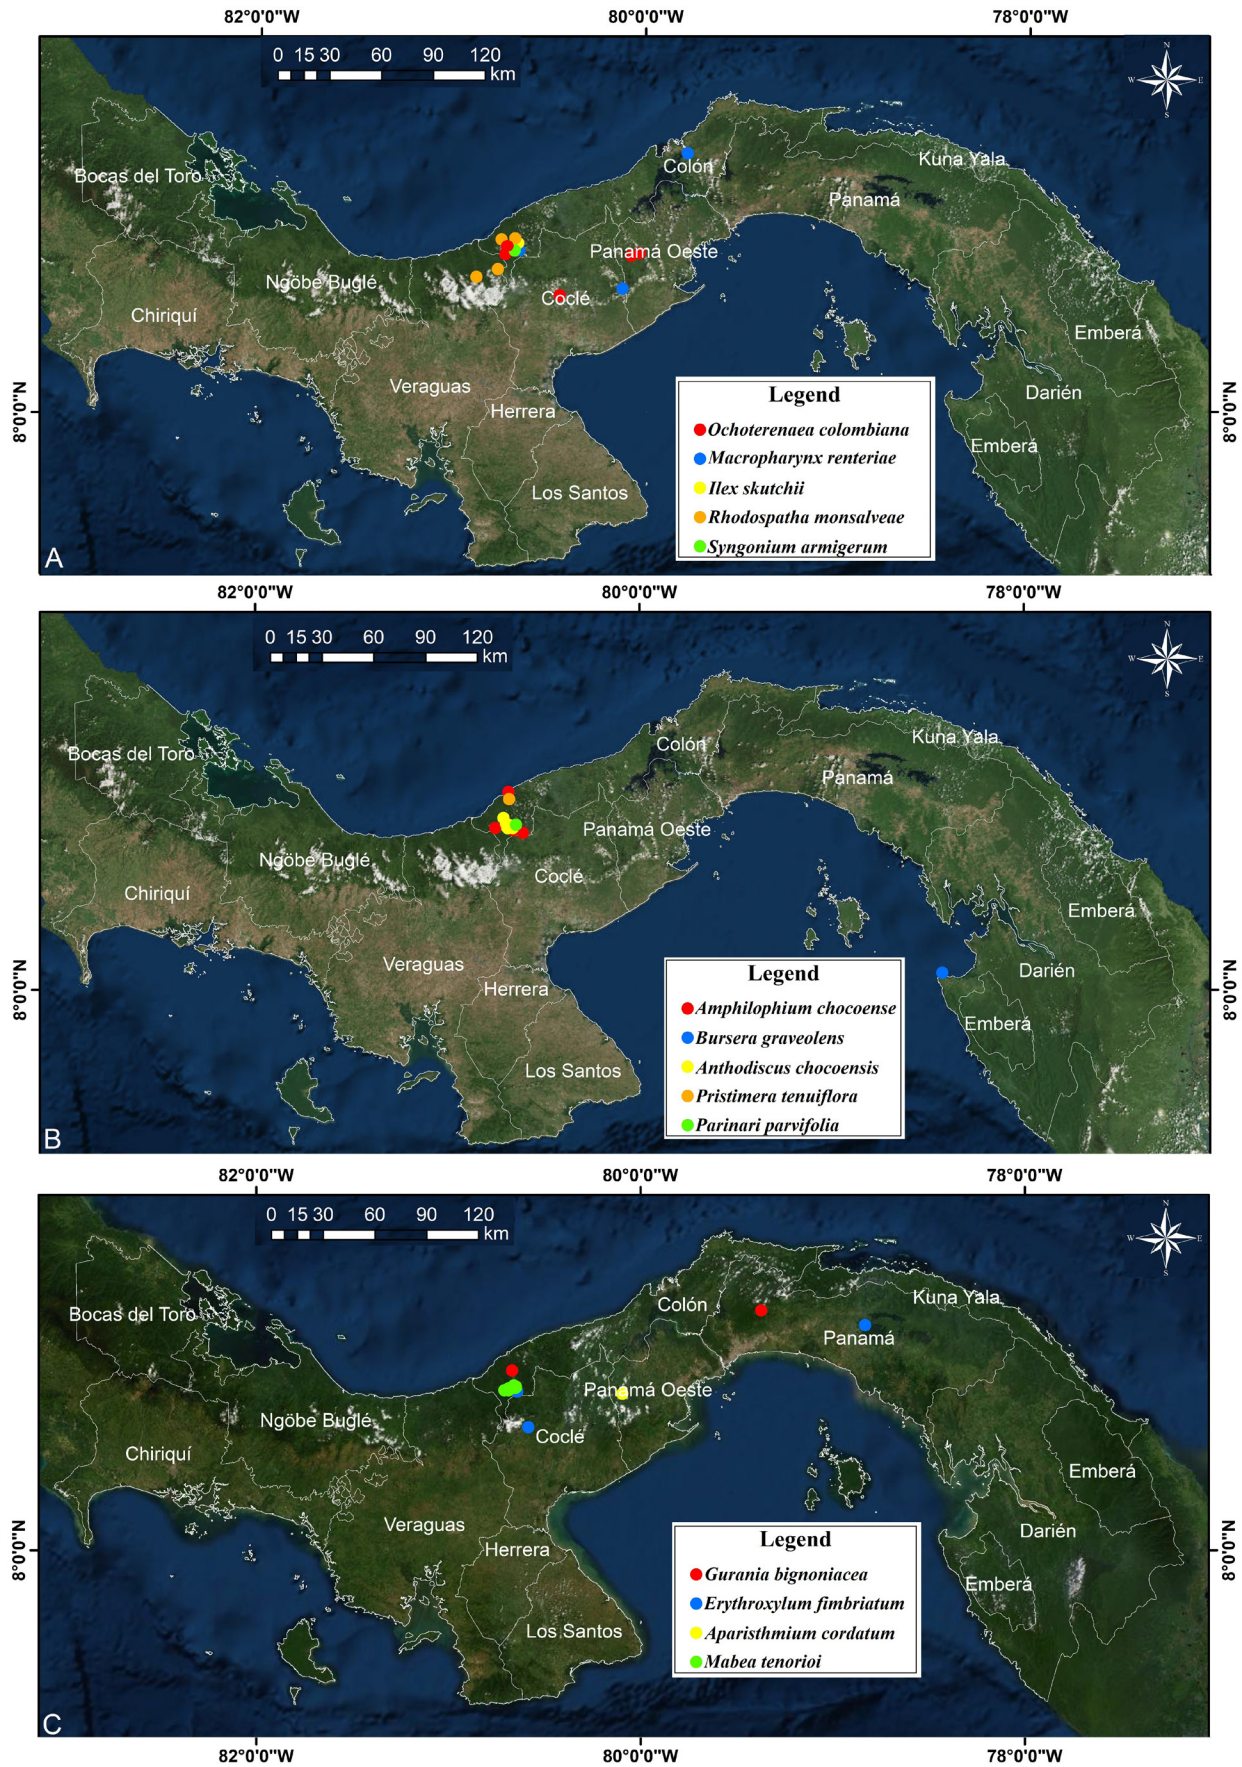 82°0'0"W 80°0'0"W 78°0'0"W
0 15 30 60 90 120
km
N
W E
S
Kuna Yala
Colón
Bocas del Toro
Panamá
Panamá Oeste
Ngöbe Buglé
Coclé
Chiriquí
Emberá
Veraguas
Darién
Herrera
Emberá
Los Santos
8°0'0"N 8°0'0"N
Legend
Ochoterenaea colombiana
Macropharynx renteriae
Ilex skutchii
Rhodospatha monsalveae
Syngonium armigerum
A
82°0'0"W 80°0'0"W 78°0'0"W
0 15 30 60 90 120
km
N
W E
S
Kuna Yala
Colón
Bocas del Toro
Panamá
Panamá Oeste
Ngöbe Buglé
Coclé
Chiriquí
Emberá
Veraguas
Darién
Herrera
Emberá
Los Santos
8°0'0"N 8°0'0"N
Legend
Amphilophium chocoense
Bursera graveolens
Anthodiscus chocoensis
Pristimera tenuiflora
Parinari parvifolia
B
82°0'0"W 80°0'0"W 78°0'0"W
0 15 30 60 90 120
km
N
W E
S
Kuna Yala
Colón
Bocas del Toro
Panamá
Panamá Oeste
Ngöbe Buglé
Coclé
Chiriquí
Emberá
Veraguas
Darién
Herrera
Emberá
Los Santos
8°0'0"N 8°0'0"N
Legend
Gurania bignoniacea
Erythroxylum fimbriatum
Aparisthmium cordatum
Mabea tenorioi
C
82°0'0"W 80°0'0"W 78°0'0"W